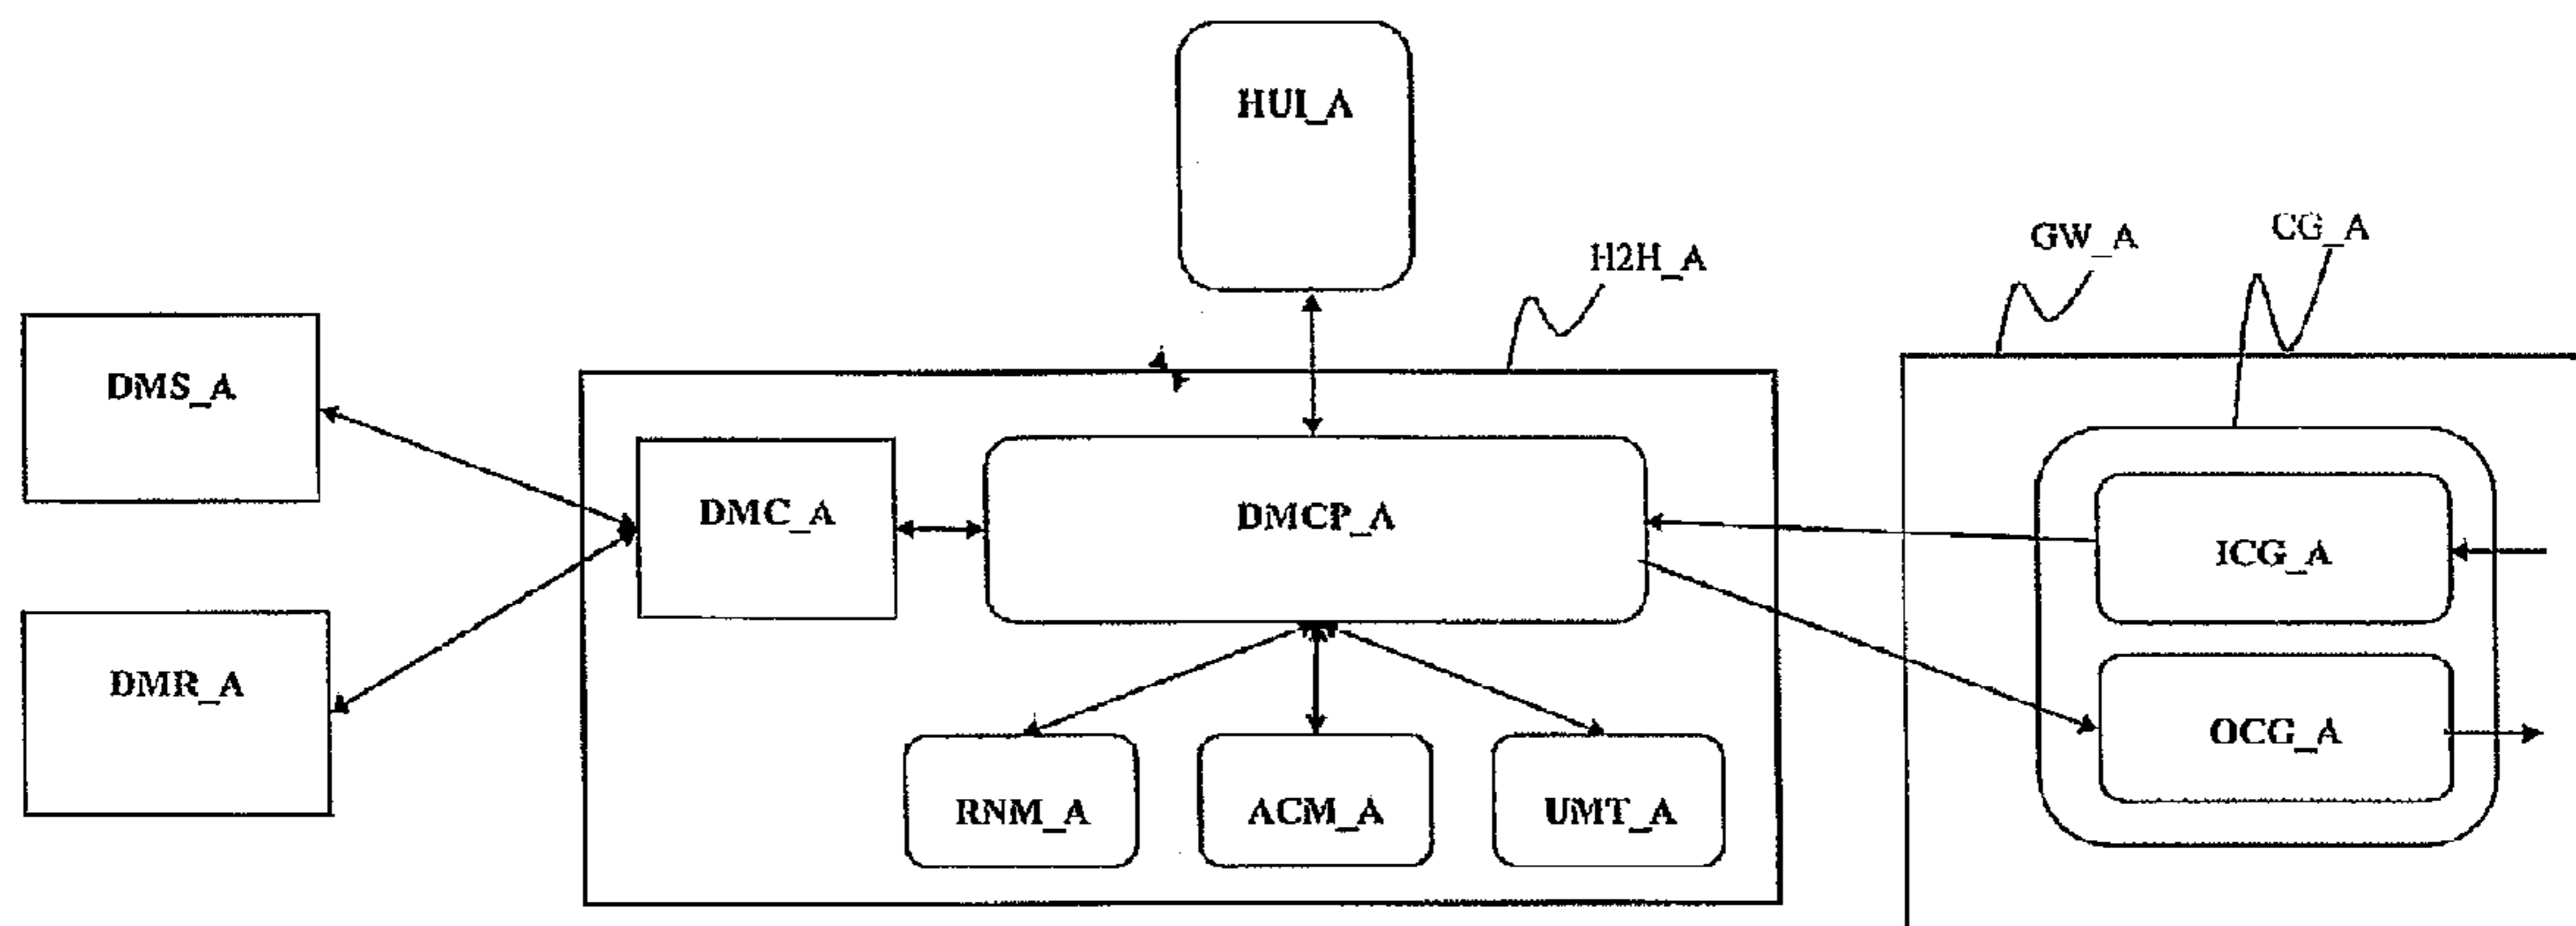 HUI_A
H2H_A
GW_A
CG_A
DMS_A
DMC_A
DMCP_A
ICG_A
DMR_A
OCG_A
RNM_A
ACM_A
UMT_A